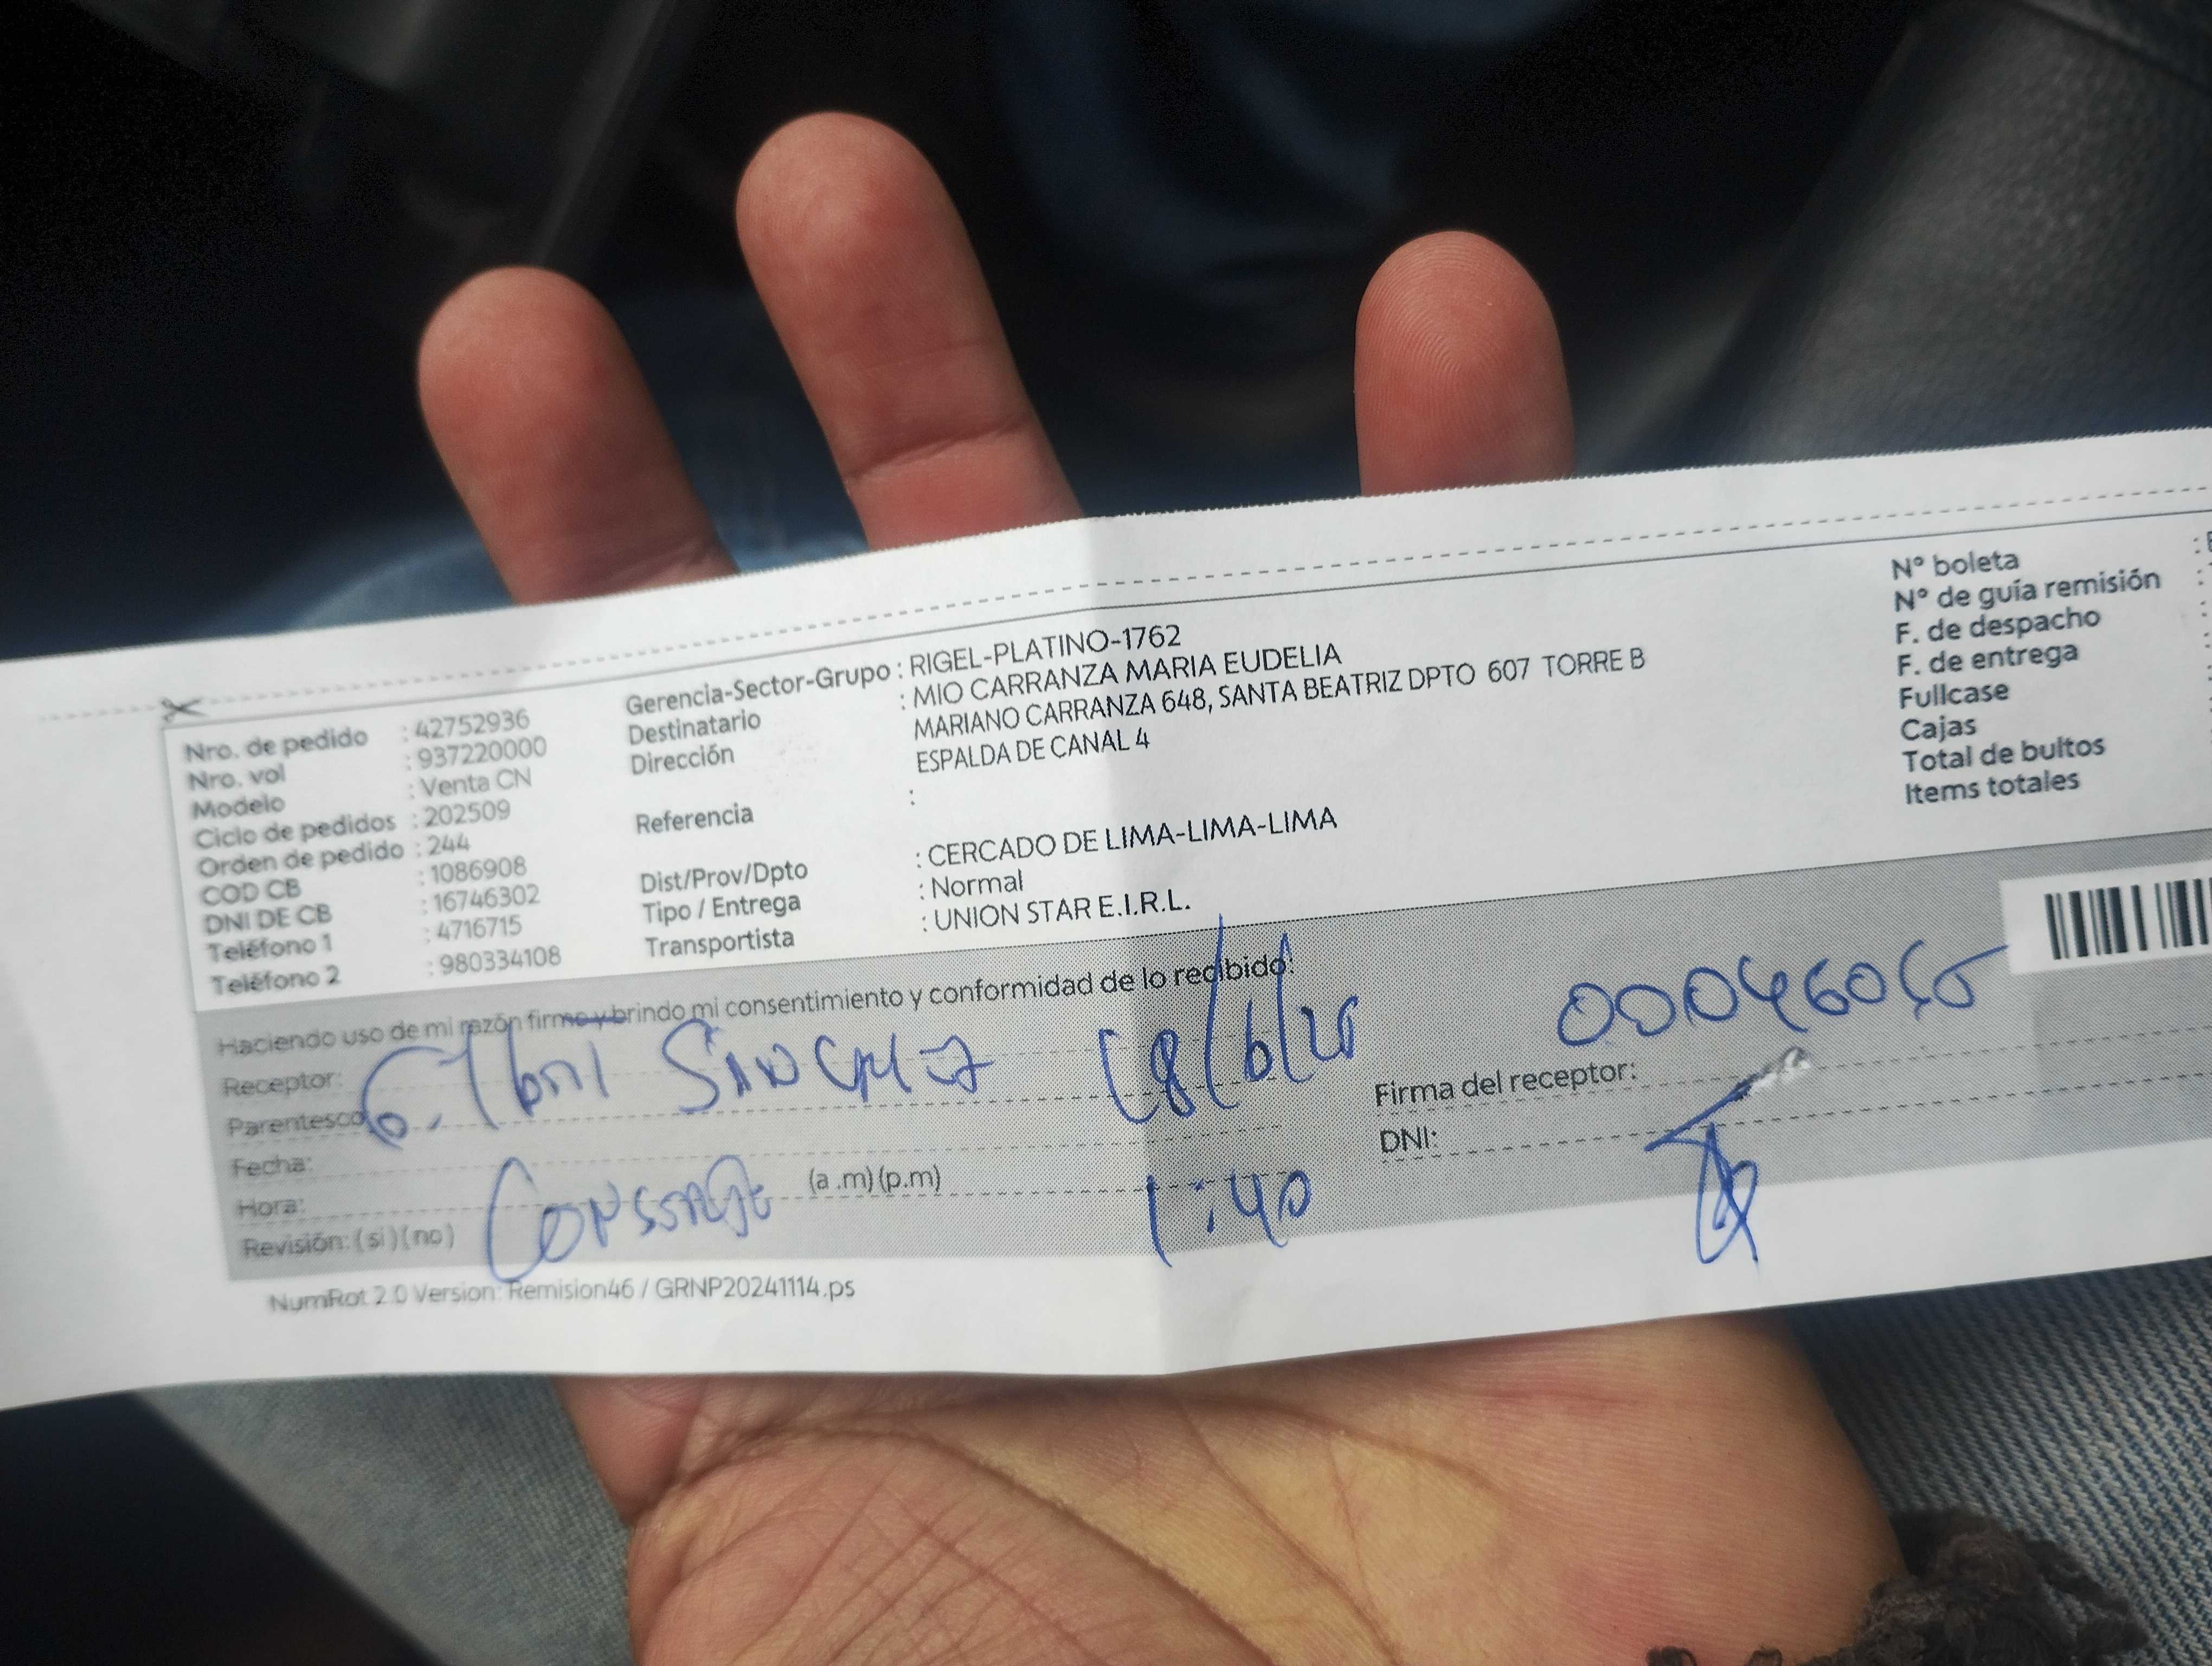 Nro. de pedido : 42752936
Nro. vol : 937220000
Modelo : Venta CN
Ciclo de pedidos : 202509
Orden de pedido : 244
COD CB : 1086908
DNI DE CB : 16746302
Teléfono 1 : 4716715
Teléfono 2 : 980334108
Gerencia-Sector-Grupo : RIGEL-PLATINO-1762
Destinatario : MIO CARRANZA MARIA EUDELIA
Dirección MARIANO CARRANZA 648, SANTA BEATRIZ DPTO 607 TORRE B
ESPALDA DE CANAL 4
Referencia :
Dist/Prov/Dpto : CERCADO DE LIMA-LIMA-LIMA
Tipo / Entrega : Normal
Transportista : UNION STAR E.I.R.L.
N° boleta :
N° de guía remisión :
F. de despacho :
F. de entrega :
Fullcase :
Cajas :
Total de bultos :
Items totales
Haciendo uso de mi razón firmo y brindo mi consentimiento y conformidad de lo recibido:
Receptor:
Parentesco
SANCHEZ
Fecha:
Hora: (a .m) (p.m) 1:40
Revisión: (si) (no)
Firma del receptor:
DNI:
NumRot 2.0 Version: Remision46 / GRNP20241114.ps